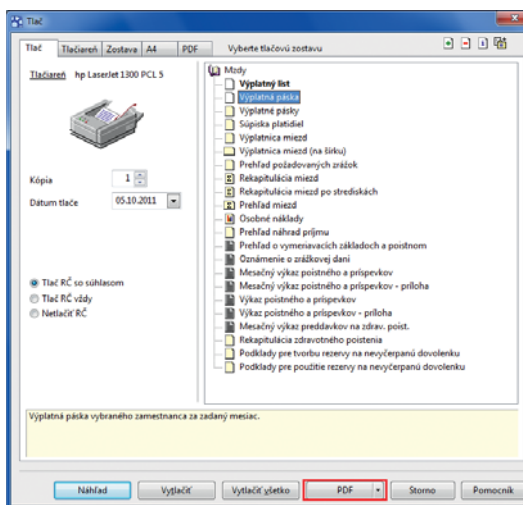 Tlač
Tlač Tlačiareň Zostava A4 PDF Vyberte tlačovú zostavu
Tlačiareň hp LaserJet 1300 PCL 5
Kópia 1
Dátum tlače 05.10.2011
Tlač RČ so súhlasom
Tlač RČ vždy
Netlačiť RČ
Mzdy
Výplatný list
Výplatná páska
Výplatné pásky
Súpiska platidiel
Výplatnica miezd
Výplatnica miezd (na šírku)
Prehľad požadovaných zrážok
Rekapitulácia miezd
Rekapitulácia miezd po strediskách
Prehľad miezd
Osobné náklady
Prehľad náhrad príjmu
Prehľad o vymeriavacích základoch a poistnom
Oznámenie o zrážkovej dani
Mesačný výkaz poistného a príspevkov
Mesačný výkaz poistného a príspevkov - príloha
Výkaz poistného a príspevkov
Výkaz poistného a príspevkov - príloha
Mesačný výkaz preddavkov na zdrav. poist.
Rekapitulácia zdravotného poistenia
Podklady pre tvorbu rezervy na nevyčerpanú dovolenku
Podklady pre použitie rezervy na nevyčerpanú dovolenku
Výplatná páska vybraného zamestnanca za zadaný mesiac.
Náhľad Vytlačiť Vytlačiť všetko PDF Storno Pomocník